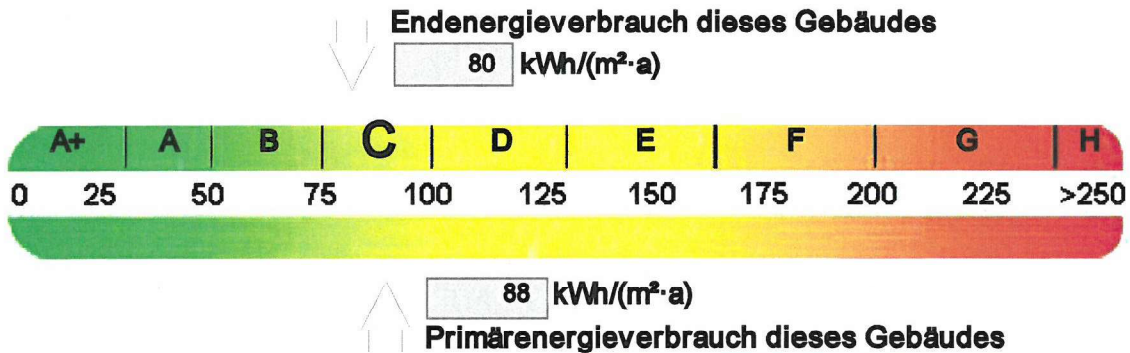 Endenergieverbrauch dieses Gebäudes
80 kWh/(m²·a)
A+ A B C D E F G H
0 25 50 75 100 125 150 175 200 225 >250
88 kWh/(m²·a)
Primärenergieverbrauch dieses Gebäudes